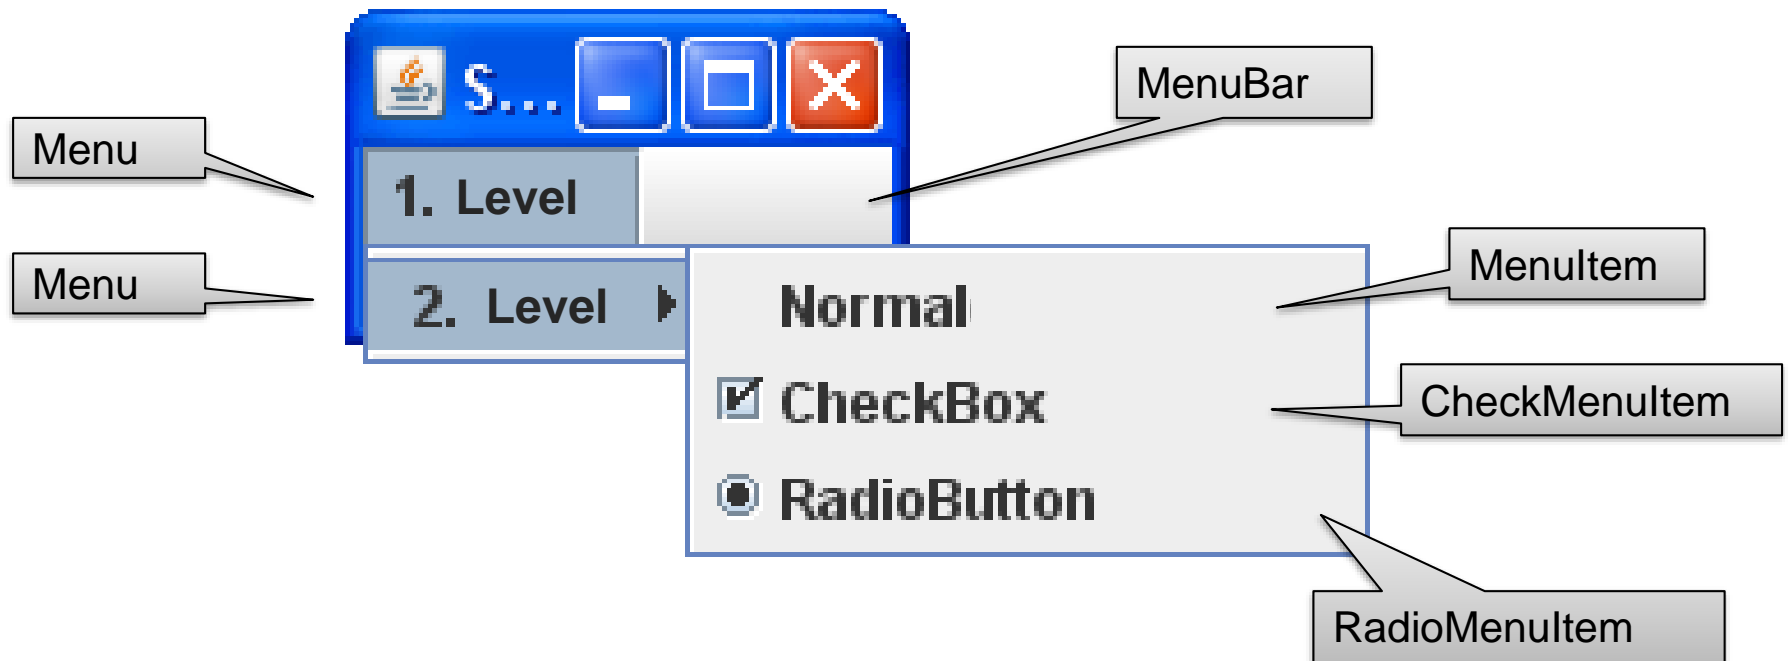 S...
MenuBar
Menu
1. Level
Menu
2. Level
Normal
MenuItem
CheckBox
CheckMenuItem
RadioButton
RadioMenuItem